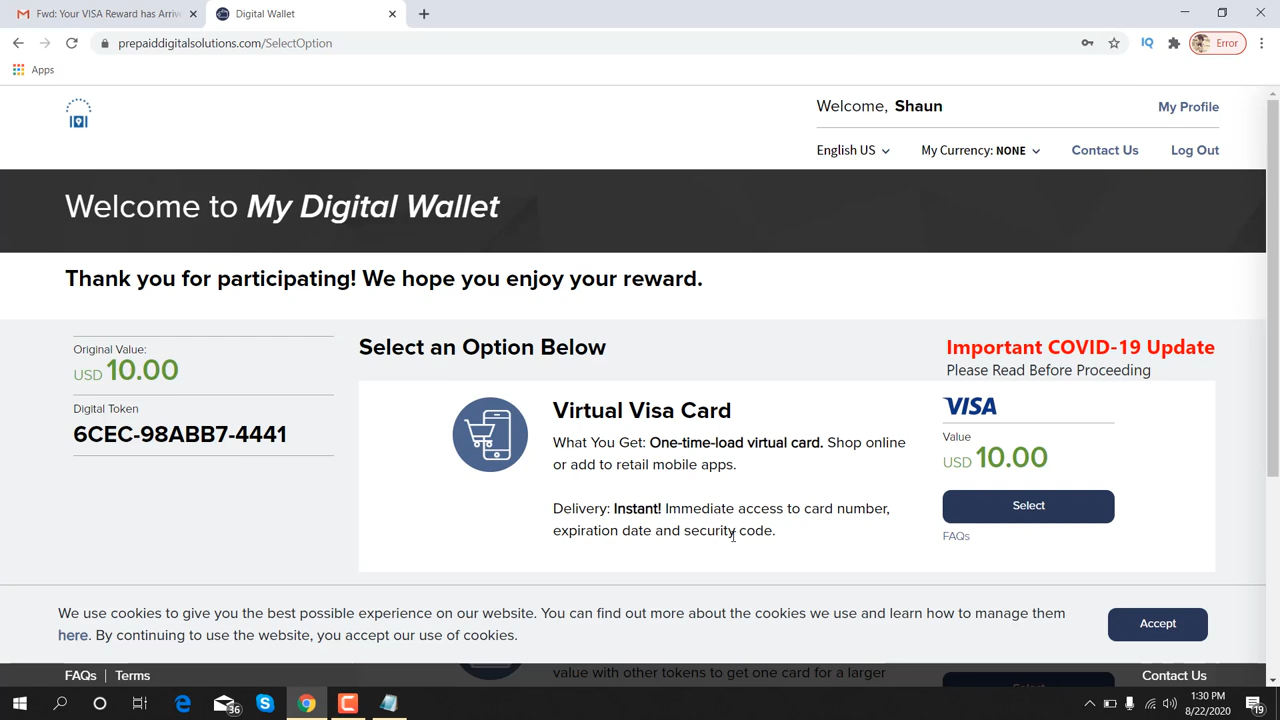 Fwd: Your VISA Reward has Arrive
Digital Wallet
prepaiddigitalsolutions.com/SelectOption
IQ
Error
Apps
Welcome, Shaun
My Profile
English US
My Currency: NONE
Contact Us
Log Out
Welcome to My Digital Wallet
Thank you for participating! We hope you enjoy your reward.
Original Value:
USD 10.00
Digital Token
6CEC-98ABB7-4441
Select an Option Below
Important COVID-19 Update
Please Read Before Proceeding
Virtual Visa Card
What You Get: One-time-load virtual card. Shop online
or add to retail mobile apps.
Delivery: Instant! Immediate access to card number,
expiration date and security code.
VISA
Value
USD 10.00
Select
FAQs
We use cookies to give you the best possible experience on our website. You can find out more about the cookies we use and learn how to manage them
here. By continuing to use the website, you accept our use of cookies.
Accept
value with other tokens to get one card for a larger
Select
FAQs
Terms
Contact Us
36
1:30 PM
8/22/2020
19